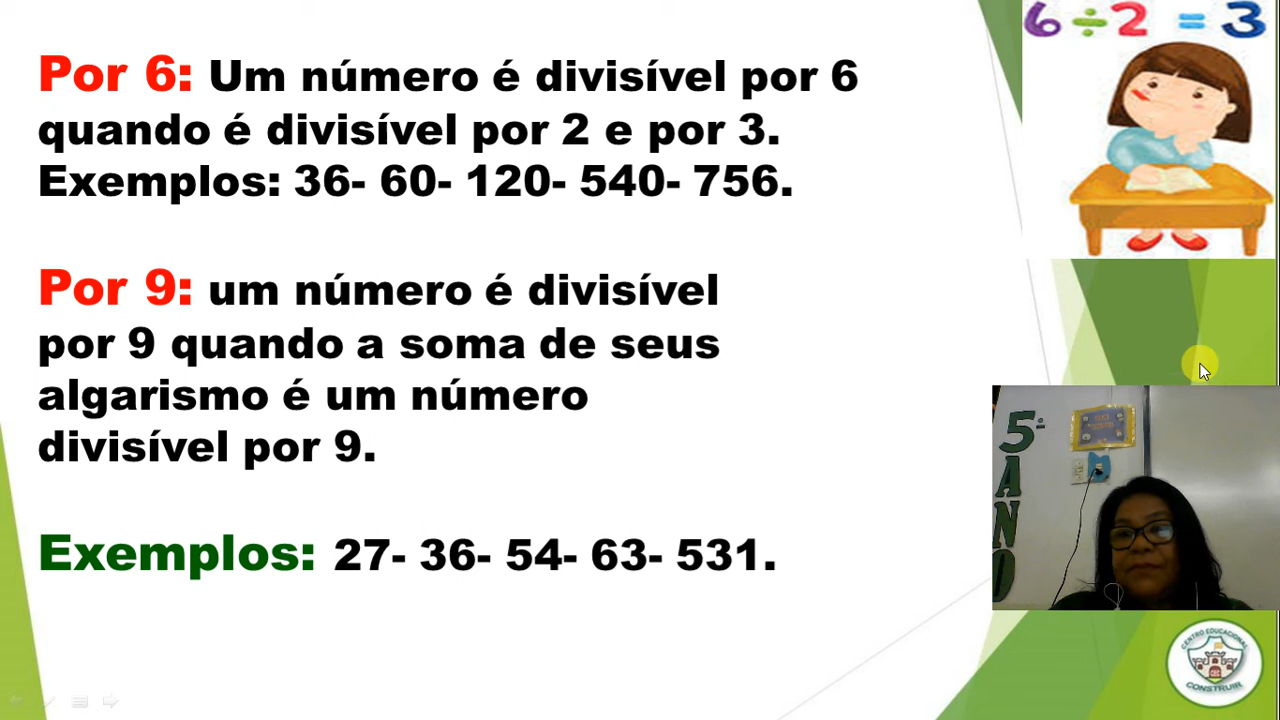 Por 6: Um número é divisível por 6
quando é divisível por 2 e por 3.
Exemplos: 36- 60- 120- 540- 756.
Por 9: um número é divisível
por 9 quando a soma de seus
algarismo é um número
divisível por 9.
Exemplos: 27- 36- 54- 63- 531.
6 ÷ 2 = 3
5º
ANO
CENTRO EDUCACIONAL
CONSTRUIR